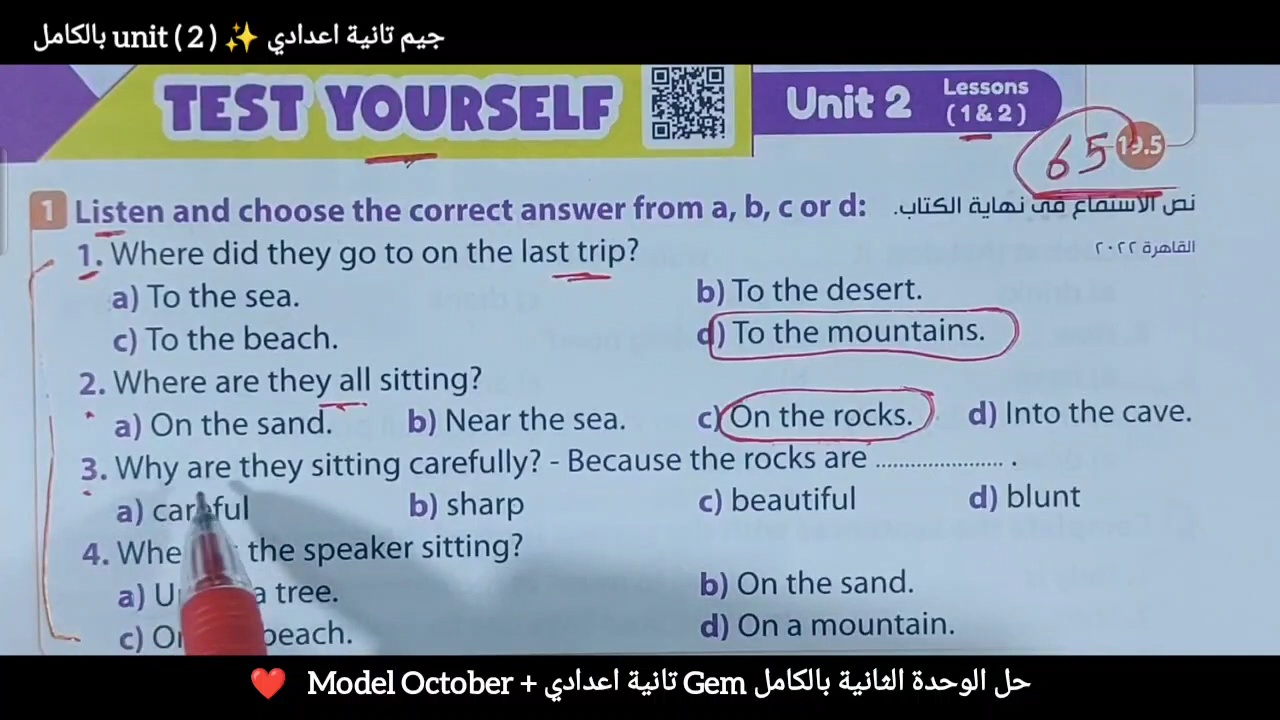 جيم تانية اعدادي ✨ unit ( 2 ) بالكامل
TEST YOURSELF
Unit 2 Lessons (1 & 2)
65
19.5
1 Listen and choose the correct answer from a, b, c or d: نص الاستماع في نهاية الكتاب.
القاهرة ٢٠٢٢
1. Where did they go to on the last trip?
a) To the sea. b) To the desert.
c) To the beach. d) To the mountains.
2. Where are they all sitting?
a) On the sand. b) Near the sea. c) On the rocks. d) Into the cave.
3. Why are they sitting carefully? - Because the rocks are ...................... .
a) careful b) sharp c) beautiful d) blunt
4. the speaker sitting?
a) a tree. b) On the sand.
c) beach. d) On a mountain.
حل الوحدة الثانية بالكامل Gem تانية اعدادي + Model October ❤️